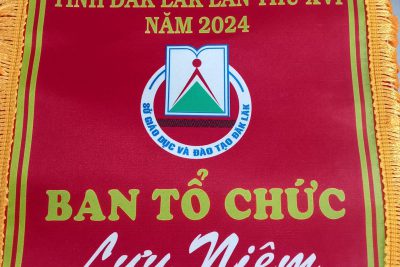 TỈNH ĐẮK LẮK LẦN THỨ XVI
NĂM 2024
SỞ GIÁO DỤC VÀ ĐÀO TẠO ĐẮK LẮK
BAN TỔ CHỨC
Lưu Niệm